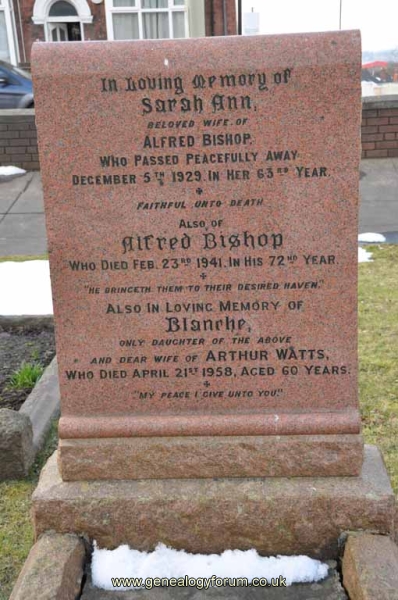 In Loving Memory of
Sarah Ann,
BELOVED WIFE OF
ALFRED BISHOP,
WHO PASSED PEACEFULLY AWAY
DECEMBER 5TH 1929, IN HER 63RD YEAR.
FAITHFUL UNTO DEATH
ALSO OF
Alfred Bishop
WHO DIED FEB. 23RD 1941, IN HIS 72ND YEAR.
"HE BRINGETH THEM TO THEIR DESIRED HAVEN."
ALSO IN LOVING MEMORY OF
Blanche,
ONLY DAUGHTER OF THE ABOVE
AND DEAR WIFE OF ARTHUR WATTS,
WHO DIED APRIL 21ST 1958, AGED 60 YEARS.
"MY PEACE I GIVE UNTO YOU."
www.genealogyforum.co.uk